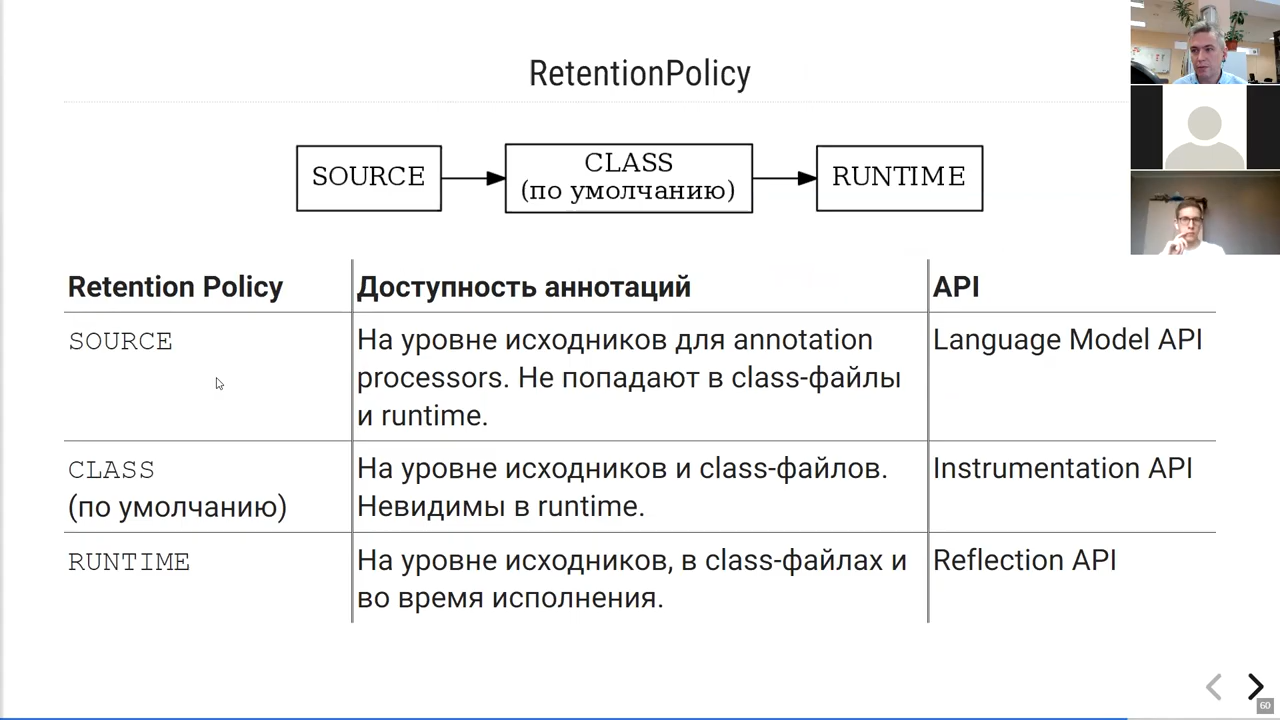 RetentionPolicy
SOURCE
CLASS
(по умолчанию)
RUNTIME
Retention Policy
Доступность аннотаций
API
SOURCE
На уровне исходников для annotation
processors. Не попадают в class-файлы
и runtime.
Language Model API
CLASS
(по умолчанию)
На уровне исходников и class-файлов.
Невидимы в runtime.
Instrumentation API
RUNTIME
На уровне исходников, в class-файлах и
во время исполнения.
Reflection API
60